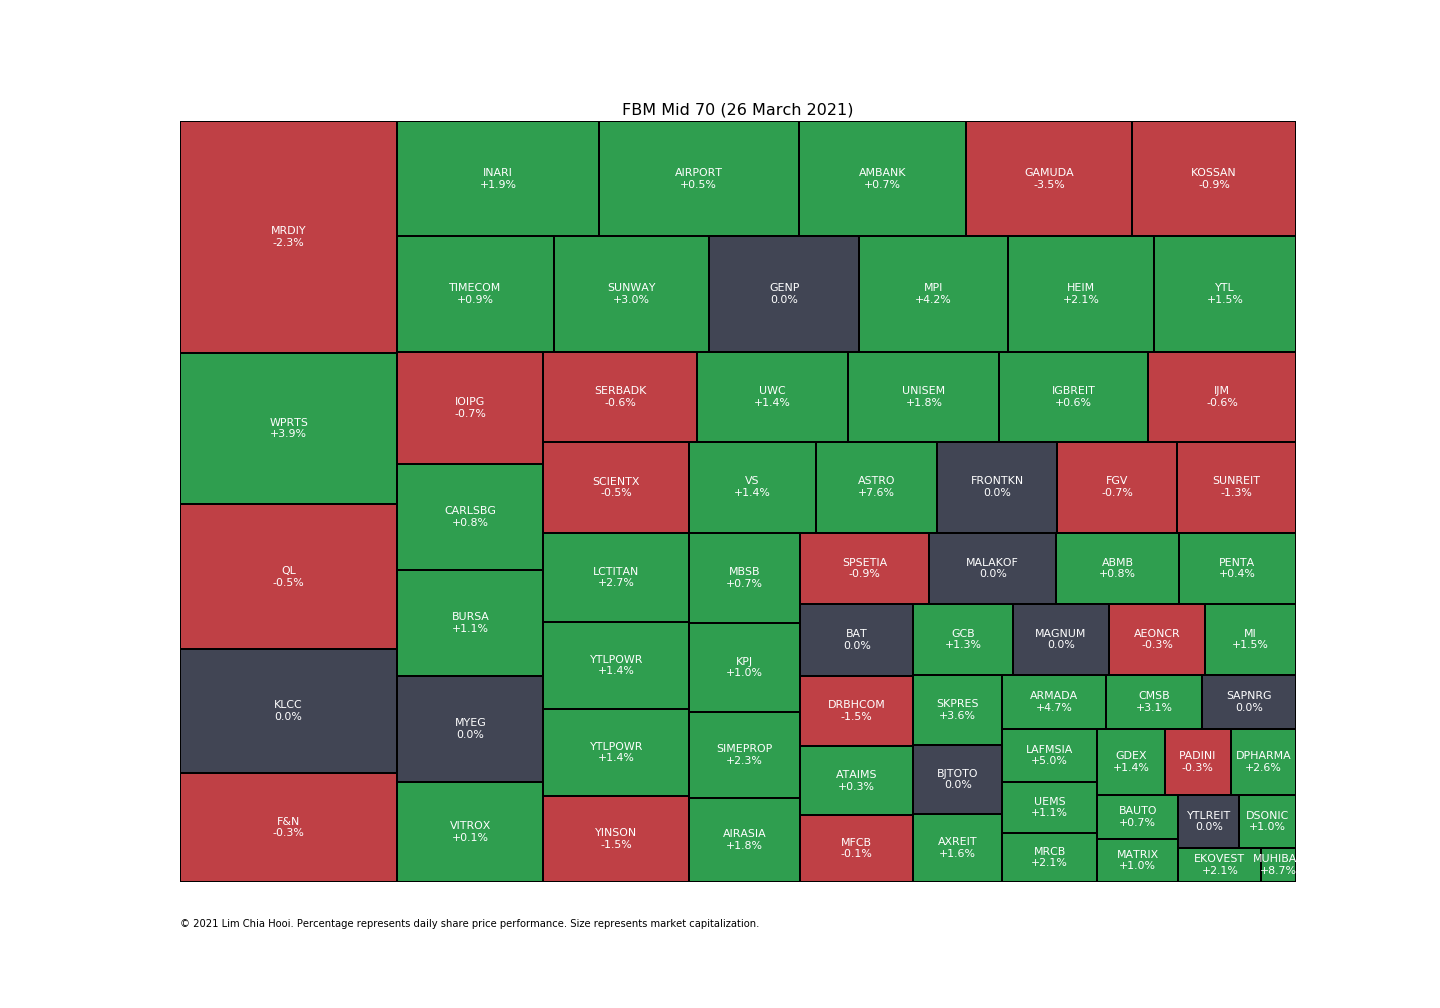 FBM Mid 70 (26 March 2021)
MRDIY
-2.3%
INARI
+1.9%
AIRPORT
+0.5%
AMBANK
+0.7%
GAMUDA
-3.5%
KOSSAN
-0.9%
TIMECOM
+0.9%
SUNWAY
+3.0%
GENP
0.0%
MPI
+4.2%
HEIM
+2.1%
YTL
+1.5%
WPRTS
+3.9%
IOIPG
-0.7%
SERBADK
-0.6%
UWC
+1.4%
UNISEM
+1.8%
IGBREIT
+0.6%
IJM
-0.6%
SCIENTX
-0.5%
VS
+1.4%
ASTRO
+7.6%
FRONTKN
0.0%
FGV
-0.7%
SUNREIT
-1.3%
QL
-0.5%
CARLSBG
+0.8%
LCTITAN
+2.7%
MBSB
+0.7%
SPSETIA
-0.9%
MALAKOF
0.0%
ABMB
+0.8%
PENTA
+0.4%
BURSA
+1.1%
YTLPOWR
+1.4%
KPJ
+1.0%
BAT
0.0%
GCB
+1.3%
MAGNUM
0.0%
AEONCR
-0.3%
MI
+1.5%
KLCC
0.0%
MYEG
0.0%
YTLPOWR
+1.4%
SIMEPROP
+2.3%
DRBHCOM
-1.5%
SKPRES
+3.6%
ARMADA
+4.7%
CMSB
+3.1%
SAPNRG
0.0%
ATAIMS
+0.3%
BJTOTO
0.0%
LAFMSIA
+5.0%
GDEX
+1.4%
PADINI
-0.3%
DPHARMA
+2.6%
F&N
-0.3%
VITROX
+0.1%
YINSON
-1.5%
AIRASIA
+1.8%
MFCB
-0.1%
AXREIT
+1.6%
UEMS
+1.1%
BAUTO
+0.7%
YTLREIT
0.0%
DSONIC
+1.0%
MRCB
+2.1%
MATRIX
+1.0%
EKOVEST
+2.1%
MUHIBA
+8.7%
© 2021 Lim Chia Hooi. Percentage represents daily share price performance. Size represents market capitalization.